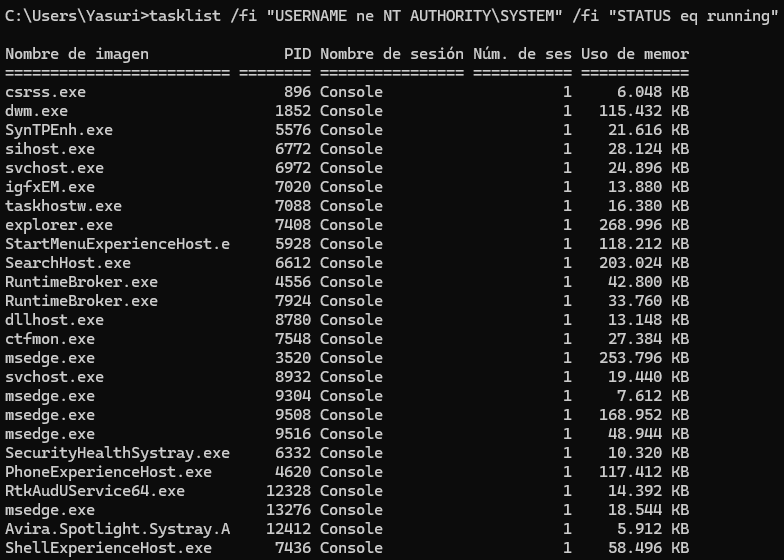 C:\Users\Yasuri>tasklist /fi "USERNAME ne NT AUTHORITY\SYSTEM" /fi "STATUS eq running"

Nombre de imagen               PID Nombre de sesión Núm. de ses Uso de memor
========================= ======== ================ =========== ============
csrss.exe                      896 Console                    1     6.048 KB
dwm.exe                       1852 Console                    1   115.432 KB
SynTPEnh.exe                  5576 Console                    1    21.616 KB
sihost.exe                    6772 Console                    1    28.124 KB
svchost.exe                   6972 Console                    1    24.896 KB
igfxEM.exe                    7020 Console                    1    13.880 KB
taskhostw.exe                 7088 Console                    1    16.380 KB
explorer.exe                  7408 Console                    1   268.996 KB
StartMenuExperienceHost.e     5928 Console                    1   118.212 KB
SearchHost.exe                6612 Console                    1   203.024 KB
RuntimeBroker.exe             4556 Console                    1    42.800 KB
RuntimeBroker.exe             7924 Console                    1    33.760 KB
dllhost.exe                   8780 Console                    1    13.148 KB
ctfmon.exe                    7548 Console                    1    27.384 KB
msedge.exe                    3520 Console                    1   253.796 KB
svchost.exe                   8932 Console                    1    19.440 KB
msedge.exe                    9304 Console                    1     7.612 KB
msedge.exe                    9508 Console                    1   168.952 KB
msedge.exe                    9516 Console                    1    48.944 KB
SecurityHealthSystray.exe     6332 Console                    1    10.320 KB
PhoneExperienceHost.exe       4620 Console                    1   117.412 KB
RtkAudUService64.exe         12328 Console                    1    14.392 KB
msedge.exe                   13276 Console                    1    18.544 KB
Avira.Spotlight.Systray.A    12412 Console                    1     5.912 KB
ShellExperienceHost.exe       7436 Console                    1    58.496 KB